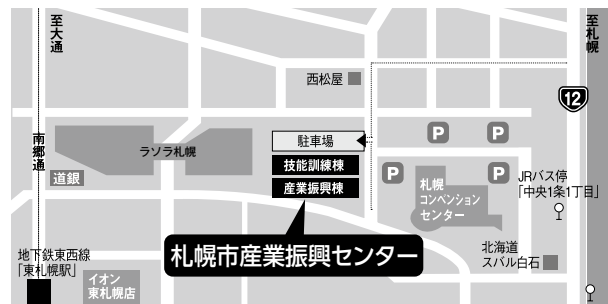 至大通
至札幌
西松屋
12
南郷通
ラソラ札幌
駐車場
P
P
技能訓練棟
道銀
産業振興棟
P
P
札幌
コンベンション
センター
JRバス停
「中央1条1丁目」
札幌市産業振興センター
地下鉄東西線
「東札幌駅」
イオン
東札幌店
北海道
スバル白石